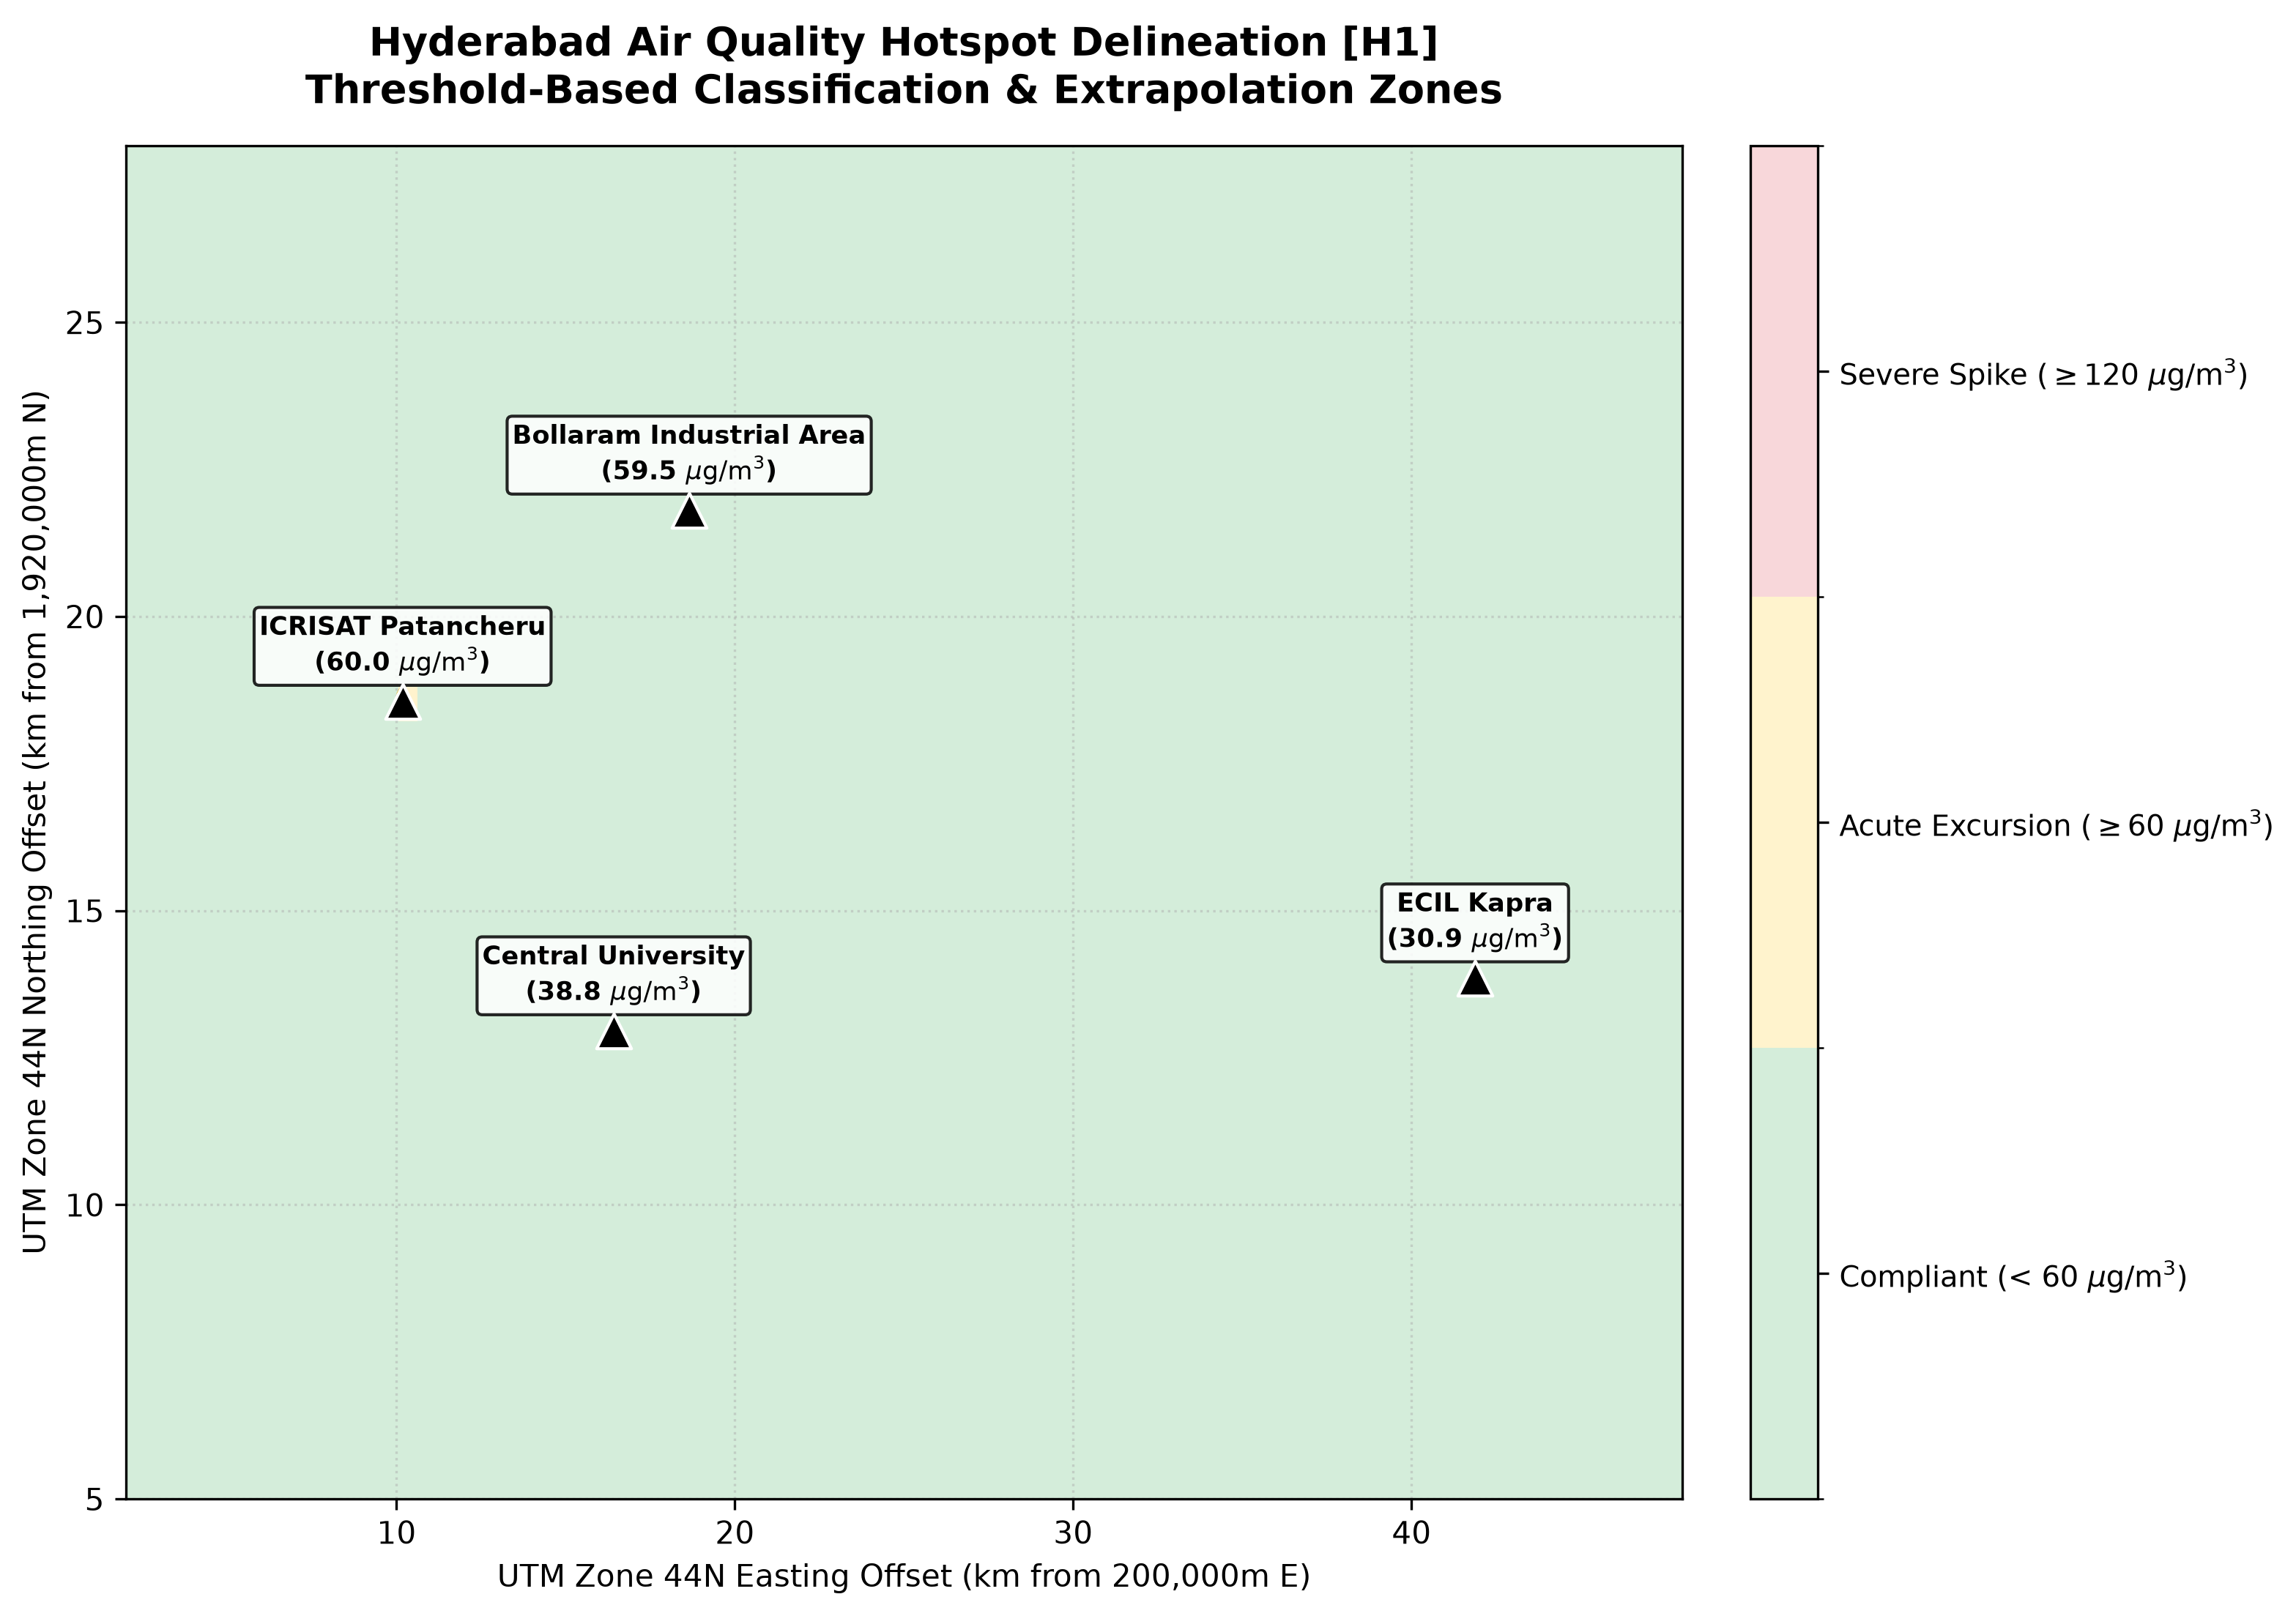 Hyderabad Air Quality Hotspot Delineation [H1]
Threshold-Based Classification & Extrapolation Zones
UTM Zone 44N Northing Offset (km from 1,920,000m N)
25
20
15
10
5
Bollaram Industrial Area
(59.5 μg/m³)
ICRISAT Patancheru
(60.0 μg/m³)
ECIL Kapra
(30.9 μg/m³)
Central University
(38.8 μg/m³)
10
20
30
40
UTM Zone 44N Easting Offset (km from 200,000m E)
Severe Spike (≥120 μg/m³)
Acute Excursion (≥60 μg/m³)
Compliant (< 60 μg/m³)